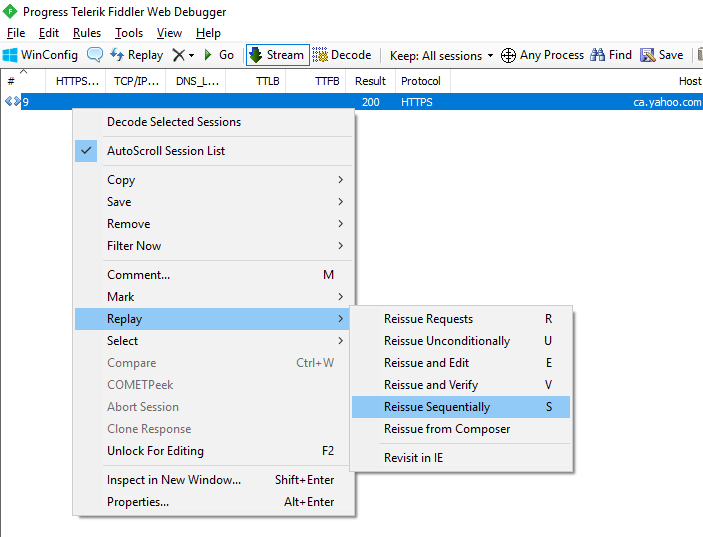 Progress Telerik Fiddler Web Debugger
File Edit Rules Tools View Help
WinConfig Replay Go Stream Decode Keep: All sessions Any Process Find Save
# HTTPS... TCP/IP... DNS_L... TTLB TTFB Result Protocol Host
9 200 HTTPS ca.yahoo.com
Decode Selected Sessions
AutoScroll Session List
Copy
Save
Remove
Filter Now
Comment... M
Mark
Replay
Select
Compare Ctrl+W
COMETPeek
Abort Session
Clone Response
Unlock For Editing F2
Inspect in New Window... Shift+Enter
Properties... Alt+Enter
Reissue Requests R
Reissue Unconditionally U
Reissue and Edit E
Reissue and Verify V
Reissue Sequentially S
Reissue from Composer
Revisit in IE